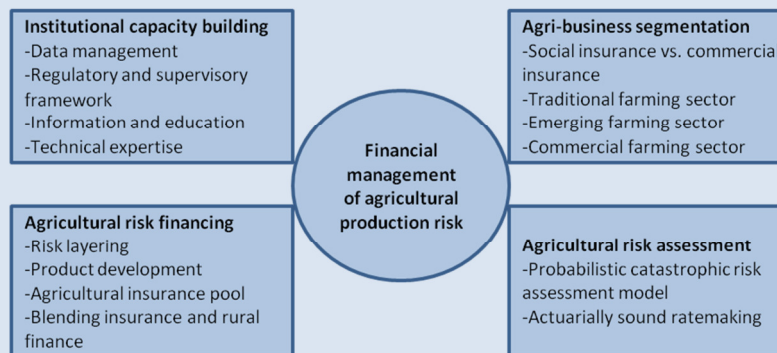 Institutional capacity building
-Data management
-Regulatory and supervisory
framework
-Information and education
-Technical expertise
Agri-business segmentation
-Social insurance vs. commercia
insurance
-Traditional farming sector
-Emerging farming sector
-Commercial farming sector
Financial
management
of agricultural
production risk
Agricultural risk financing
-Risk layering
-Product development
-Agricultural insurance pool
-Blending insurance and rural
finance
Agricultural risk assessment
-Probabilistic catastrophic risk
assessment model
-Actuarially sound ratemaking